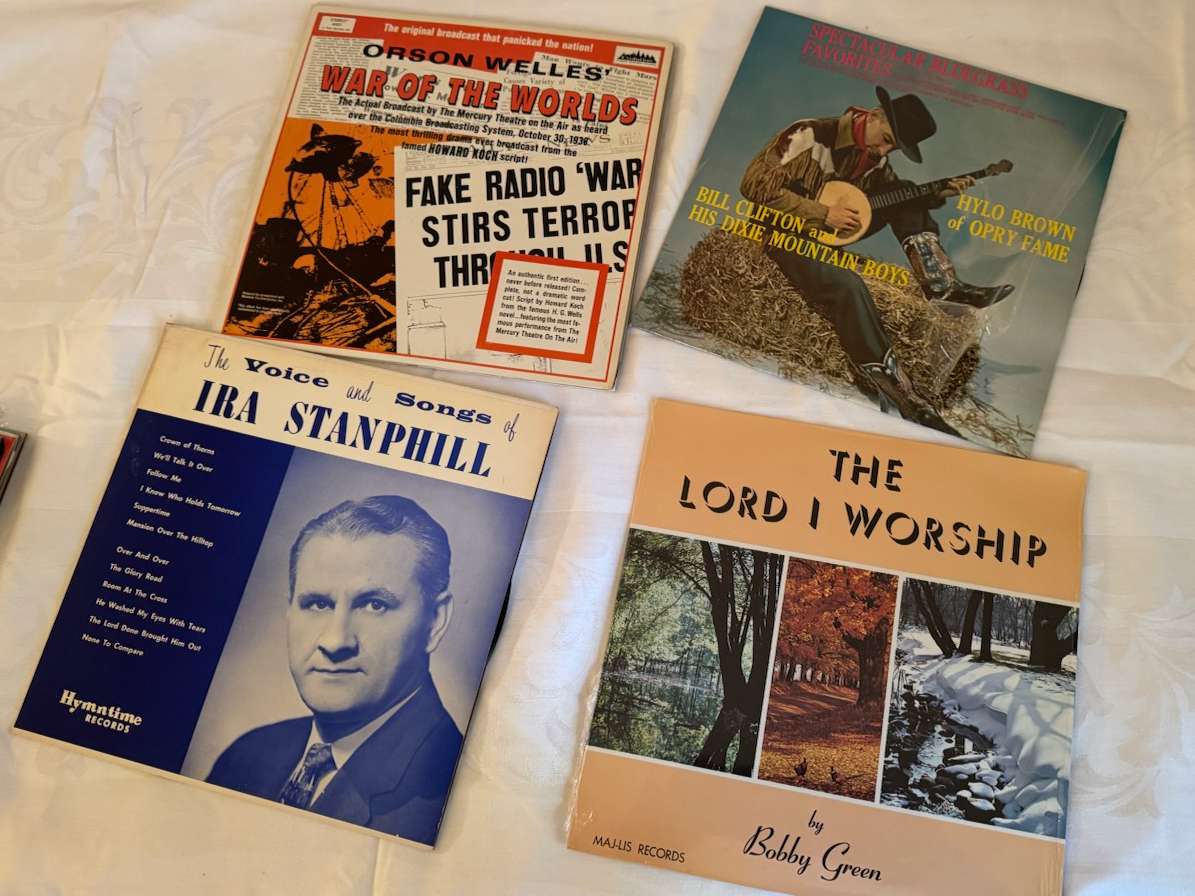 The original broadcast that panicked the nation!
ORSON WELLES'
WAR OF THE WORLDS
The Actual Broadcast by The Mercury Theatre on the Air as heard
over the Columbia Broadcasting System, October 30, 1938
The most thrilling drama ever broadcast from the
famed HOWARD KOCH script!
FAKE RADIO 'WAR
STIRS TERROR
THROUGH U.S
An authentic first edition...
never before released! Com-
plete, not a dramatic word
cut! Script by Howard Koch
from the famous H. G. Wells
novel...featuring the most fa-
mous performance from The
Mercury Theatre On The Air!
SPECTACULAR BLUEGRASS
FAVORITES
BILL CLIFTON and
HIS DIXIE MOUNTAIN BOYS
HYLO BROWN
of OPRY FAME
The Voice and Songs of
IRA STANPHILL
Crown of Thorns
We'll Talk It Over
Follow Me
I Know Who Holds Tomorrow
Suppertime
Mansion Over The Hilltop
Over And Over
The Glory Road
Room At The Cross
He Washed My Eyes With Tears
The Lord Done Brought Him Out
None To Compare
Hymntime
RECORDS
THE
LORD I WORSHIP
by
Bobby Green
MAJ-LIS RECORDS